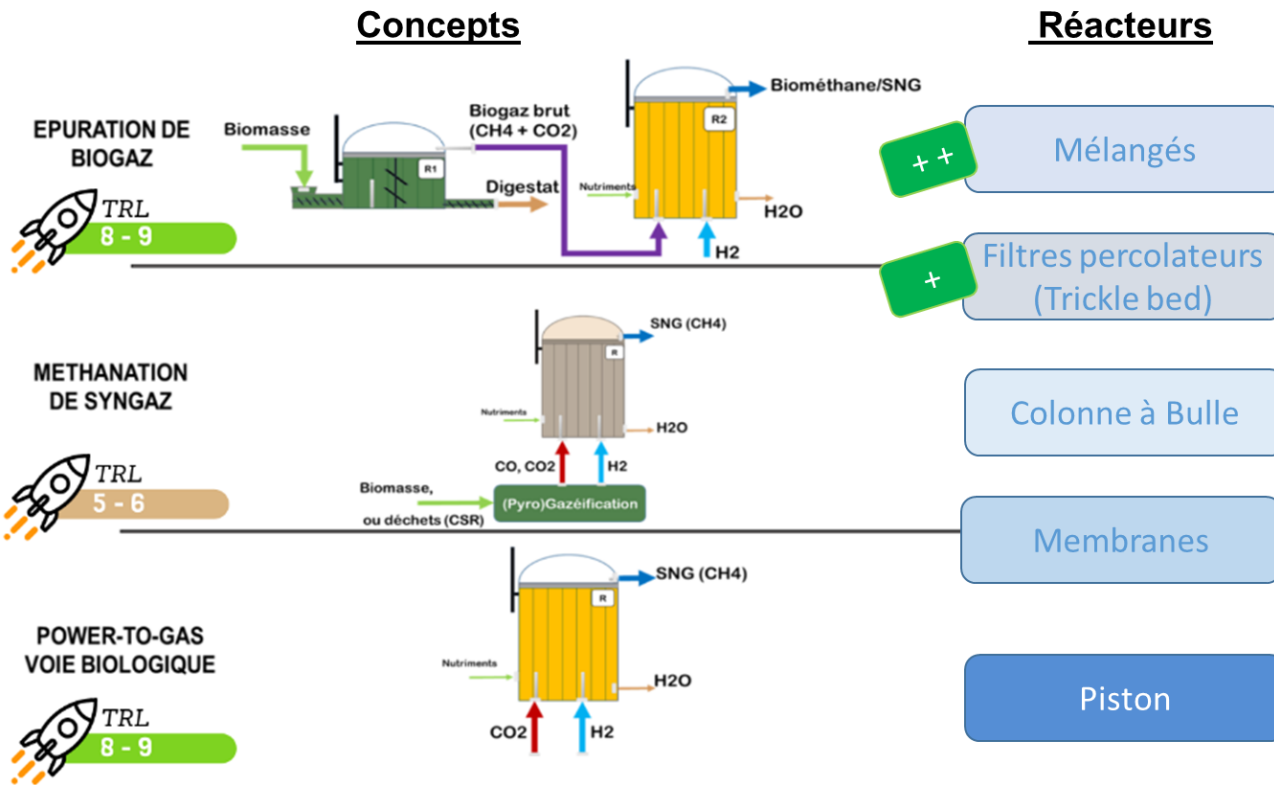 Concepts
Réacteurs
EPURATION DE
BIOGAZ
TRL
8 - 9
Biomasse
R1
Biogaz brut
(CH4 + CO2)
Digestat
R2
Biométhane/SNG
Nutriments
H2O
H2
METHANATION
DE SYNGAZ
TRL
5 - 6
SNG (CH4)
R
Nutriments
H2O
CO, CO2
H2
Biomasse,
ou déchets (CSR)
(Pyro)Gazéification
POWER-TO-GAS
VOIE BIOLOGIQUE
TRL
8 - 9
SNG (CH4)
R
Nutriments
H2O
CO2
H2
++
Mélangés
+
Filtres percolateurs
(Trickle bed)
Colonne à Bulle
Membranes
Piston